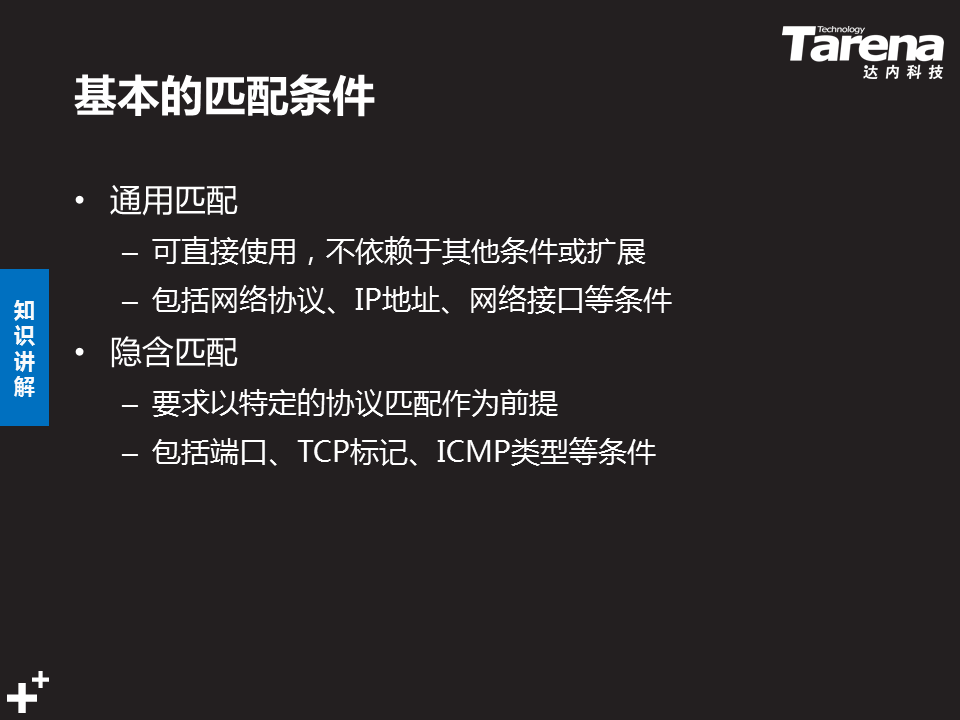 Technology
Tarena
达内科技
基本的匹配条件
• 通用匹配
– 可直接使用，不依赖于其他条件或扩展
– 包括网络协议、IP地址、网络接口等条件
• 隐含匹配
– 要求以特定的协议匹配作为前提
– 包括端口、TCP标记、ICMP类型等条件
知
识
讲
解